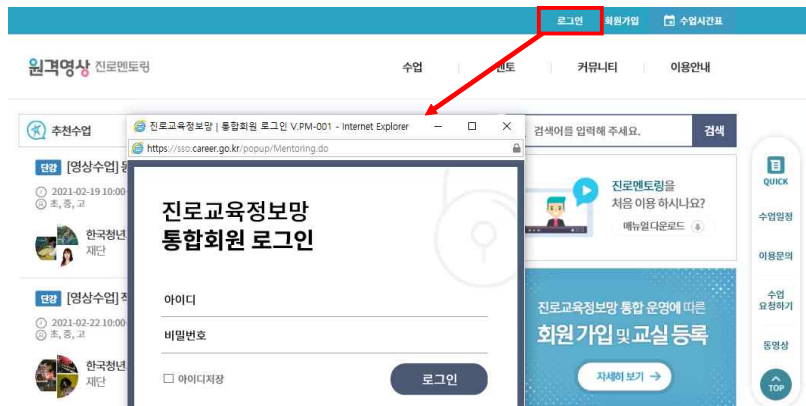 로그인 회원가입 수업시간표
원격영상 진로멘토링
수업 멘토 커뮤니티 이용안내
추천수업
진로교육정보망 | 통합회원 로그인 V.PM-001 - Internet Explorer
https://sso.career.go.kr/popup/Mentoring.do
검색어를 입력해 주세요. 검색
단강 [영상수업]
2021-02-19 10:00
초, 중, 고
한국청년
재단
단강 [영상수업]
2021-02-22 10:00
초, 중, 고
한국청년
재단
진로교육정보망
통합회원 로그인
아이디
비밀번호
아이디저장
로그인
진로멘토링을
처음 이용 하시나요?
매뉴얼 다운로드
진로교육정보망 통합 운영에 따른
회원 가입 및 교실 등록
자세히 보기 →
QUICK
수업일정
이용문의
수업
요청하기
동영상
TOP